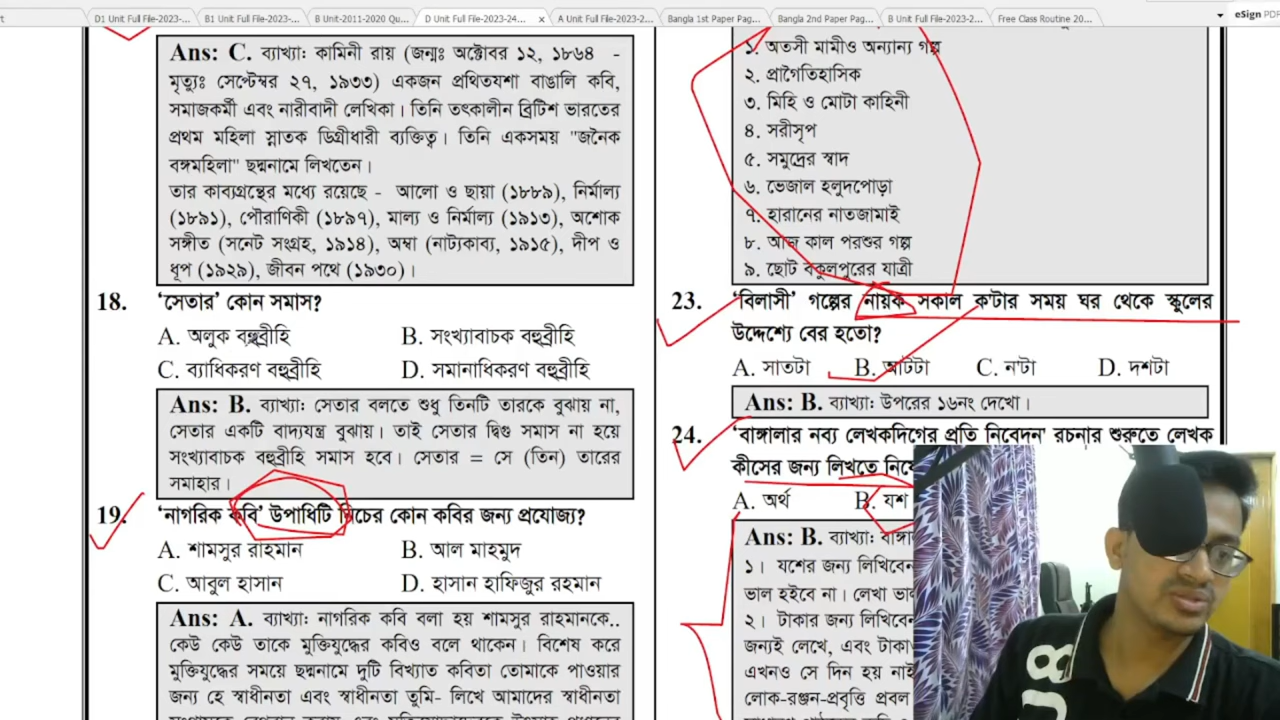 D1 Unit Full File-2023-...
B1 Unit Full File-2023-...
B Unit-2011-2020 Qu...
D Unit Full File-2023-24...
A Unit Full File-2023-2...
Bangla 1st Paper Pag...
Bangla 2nd Paper Pag...
B Unit Full File-2023-2...
Free Class Routine 20...
eSign PDF
Ans: C. ব্যাখ্যাঃ কামিনী রায় (জন্মঃ অক্টোবর ১২, ১৮৬৪ -
মৃত্যুঃ সেপ্টেম্বর ২৭, ১৯৩৩) একজন প্রথিতযশা বাঙালি কবি,
সমাজকর্মী এবং নারীবাদী লেখিকা। তিনি তৎকালীন ব্রিটিশ ভারতের
প্রথম মহিলা স্নাতক ডিগ্রীধারী ব্যক্তিত্ব। তিনি একসময় "জনৈক
বঙ্গমহিলা" ছদ্মনামে লিখতেন।
তার কাব্যগ্রন্থের মধ্যে রয়েছে - আলো ও ছায়া (১৮৮৯), নির্মাল্য
(১৮৯১), পৌরাণিকী (১৮৯৭), মাল্য ও নির্মাল্য (১৯১৩), অশোক
সঙ্গীত (সনেট সংগ্রহ, ১৯১৪), অম্বা (নাট্যকাব্য, ১৯১৫), দীপ ও
ধূপ (১৯২৯), জীবন পথে (১৯৩০)।
18. ‘সেতার’ কোন সমাস?
A. অলুক বহুব্রীহি B. সংখ্যাবাচক বহুব্রীহি
C. ব্যাধিকরণ বহুব্রীহি D. সমানাধিকরণ বহুব্রীহি
Ans: B. ব্যাখ্যাঃ সেতার বলতে শুধু তিনটি তারকে বুঝায় না,
সেতার একটি বাদ্যযন্ত্র বুঝায়। তাই সেতার দ্বিগু সমাস না হয়ে
সংখ্যাবাচক বহুব্রীহি সমাস হবে। সেতার = সে (তিন) তারের
সমাহার।
19. ‘নাগরিক কবি’ উপাধিটি নিচের কোন কবির জন্য প্রযোজ্য?
A. শামসুর রাহমান B. আল মাহমুদ
C. আবুল হাসান D. হাসান হাফিজুর রহমান
Ans: A. ব্যাখ্যাঃ নাগরিক কবি বলা হয় শামসুর রাহমানকে..
কেউ কেউ তাকে মুক্তিযুদ্ধের কবিও বলে থাকেন। বিশেষ করে
মুক্তিযুদ্ধের সময়ে ছদ্মনামে দুটি বিখ্যাত কবিতা তোমাকে পাওয়ার
জন্য হে স্বাধীনতা এবং স্বাধীনতা তুমি- লিখে আমাদের স্বাধীনতা
১. অতসী মামীও অন্যান্য গল্প
২. প্রাগৈতিহাসিক
৩. মিহি ও মোটা কাহিনী
৪. সরীসৃপ
৫. সমুদ্রের স্বাদ
৬. ভেজাল হলুদপোড়া
৭. হারানের নাতজামাই
৮. আজ কাল পরশুর গল্প
৯. ছোট বকুলপুরের যাত্রী
23. ‘বিলাসী’ গল্পের নায়ক সকাল ক'টার সময় ঘর থেকে স্কুলের
উদ্দেশ্যে বের হতো?
A. সাতটা B. আটটা C. ন'টা D. দশটা
Ans: B. ব্যাখ্যাঃ উপরের ১৬নং দেখো।
24. ‘বাঙ্গালার নব্য লেখকদিগের প্রতি নিবেদন' রচনার শুরুতে লেখক
কীসের জন্য লিখতে
A. অর্থ B. যশ
Ans: B. ব্যাখ্যাঃ
১। যশের জন্য লিখিবেন
ভাল হইবে না। লেখা
২। টাকার জন্য লিখিবেন
জন্যই লেখে, এবং
এখনও সে দিন হয় নাই
লোক-রঞ্জন-প্রবৃত্তি প্রবল